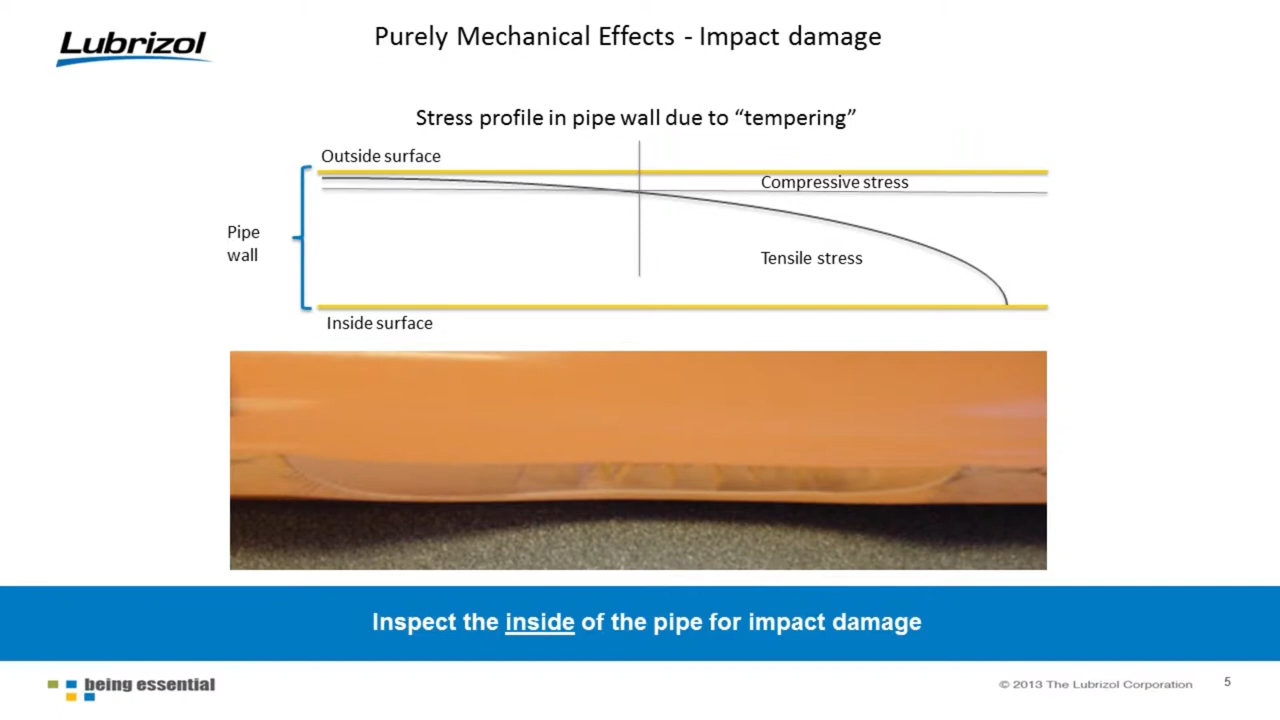 Lubrizol
Purely Mechanical Effects - Impact damage
Stress profile in pipe wall due to “tempering”
Outside surface
Compressive stress
Pipe
wall
Tensile stress
Inside surface
Inspect the inside of the pipe for impact damage
being essential
© 2013 The Lubrizol Corporation
5